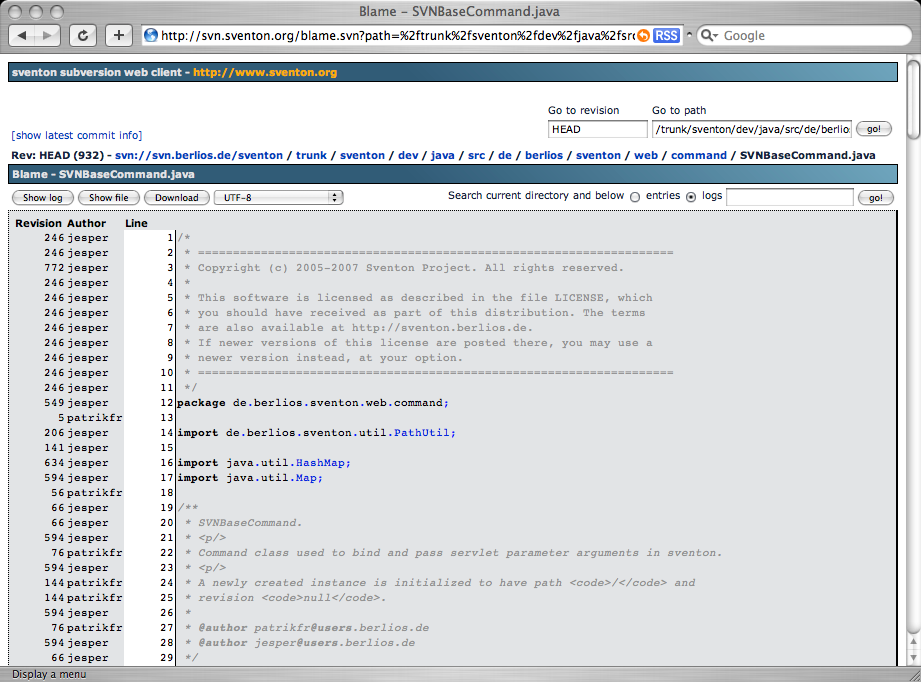 Blame – SVNBaseCommand.java
http://svn.sventon.org/blame.svn?path=%2ftrunk%2fsventon%2fdev%2fjava%2fsrc RSS Google
sventon subversion web client - http://www.sventon.org
Go to revision Go to path
[show latest commit info] HEAD /trunk/sventon/dev/java/src/de/berlio go!
Rev: HEAD (932) - svn://svn.berlios.de/sventon / trunk / sventon / dev / java / src / de / berlios / sventon / web / command / SVNBaseCommand.java
Blame - SVNBaseCommand.java
Show log Show file Download UTF-8 Search current directory and below entries logs go!
Revision Author Line
246 jesper 1 /*
246 jesper 2 * ====================================================================
772 jesper 3 * Copyright (c) 2005-2007 Sventon Project. All rights reserved.
246 jesper 4 *
246 jesper 5 * This software is licensed as described in the file LICENSE, which
246 jesper 6 * you should have received as part of this distribution. The terms
246 jesper 7 * are also available at http://sventon.berlios.de.
246 jesper 8 * If newer versions of this license are posted there, you may use a
246 jesper 9 * newer version instead, at your option.
246 jesper 10 * ====================================================================
246 jesper 11 */
549 jesper 12 package de.berlios.sventon.web.command;
5 patrikfr 13
206 jesper 14 import de.berlios.sventon.util.PathUtil;
141 jesper 15
634 jesper 16 import java.util.HashMap;
594 jesper 17 import java.util.Map;
56 patrikfr 18
66 jesper 19 /**
66 jesper 20 * SVNBaseCommand.
594 jesper 21 * <p/>
76 patrikfr 22 * Command class used to bind and pass servlet parameter arguments in sventon.
594 jesper 23 * <p/>
144 patrikfr 24 * A newly created instance is initialized to have path <code>/</code> and
144 patrikfr 25 * revision <code>null</code>.
594 jesper 26 *
76 patrikfr 27 * @author patrikfr@users.berlios.de
594 jesper 28 * @author jesper@users.berlios.de
66 jesper 29 */
Display a menu